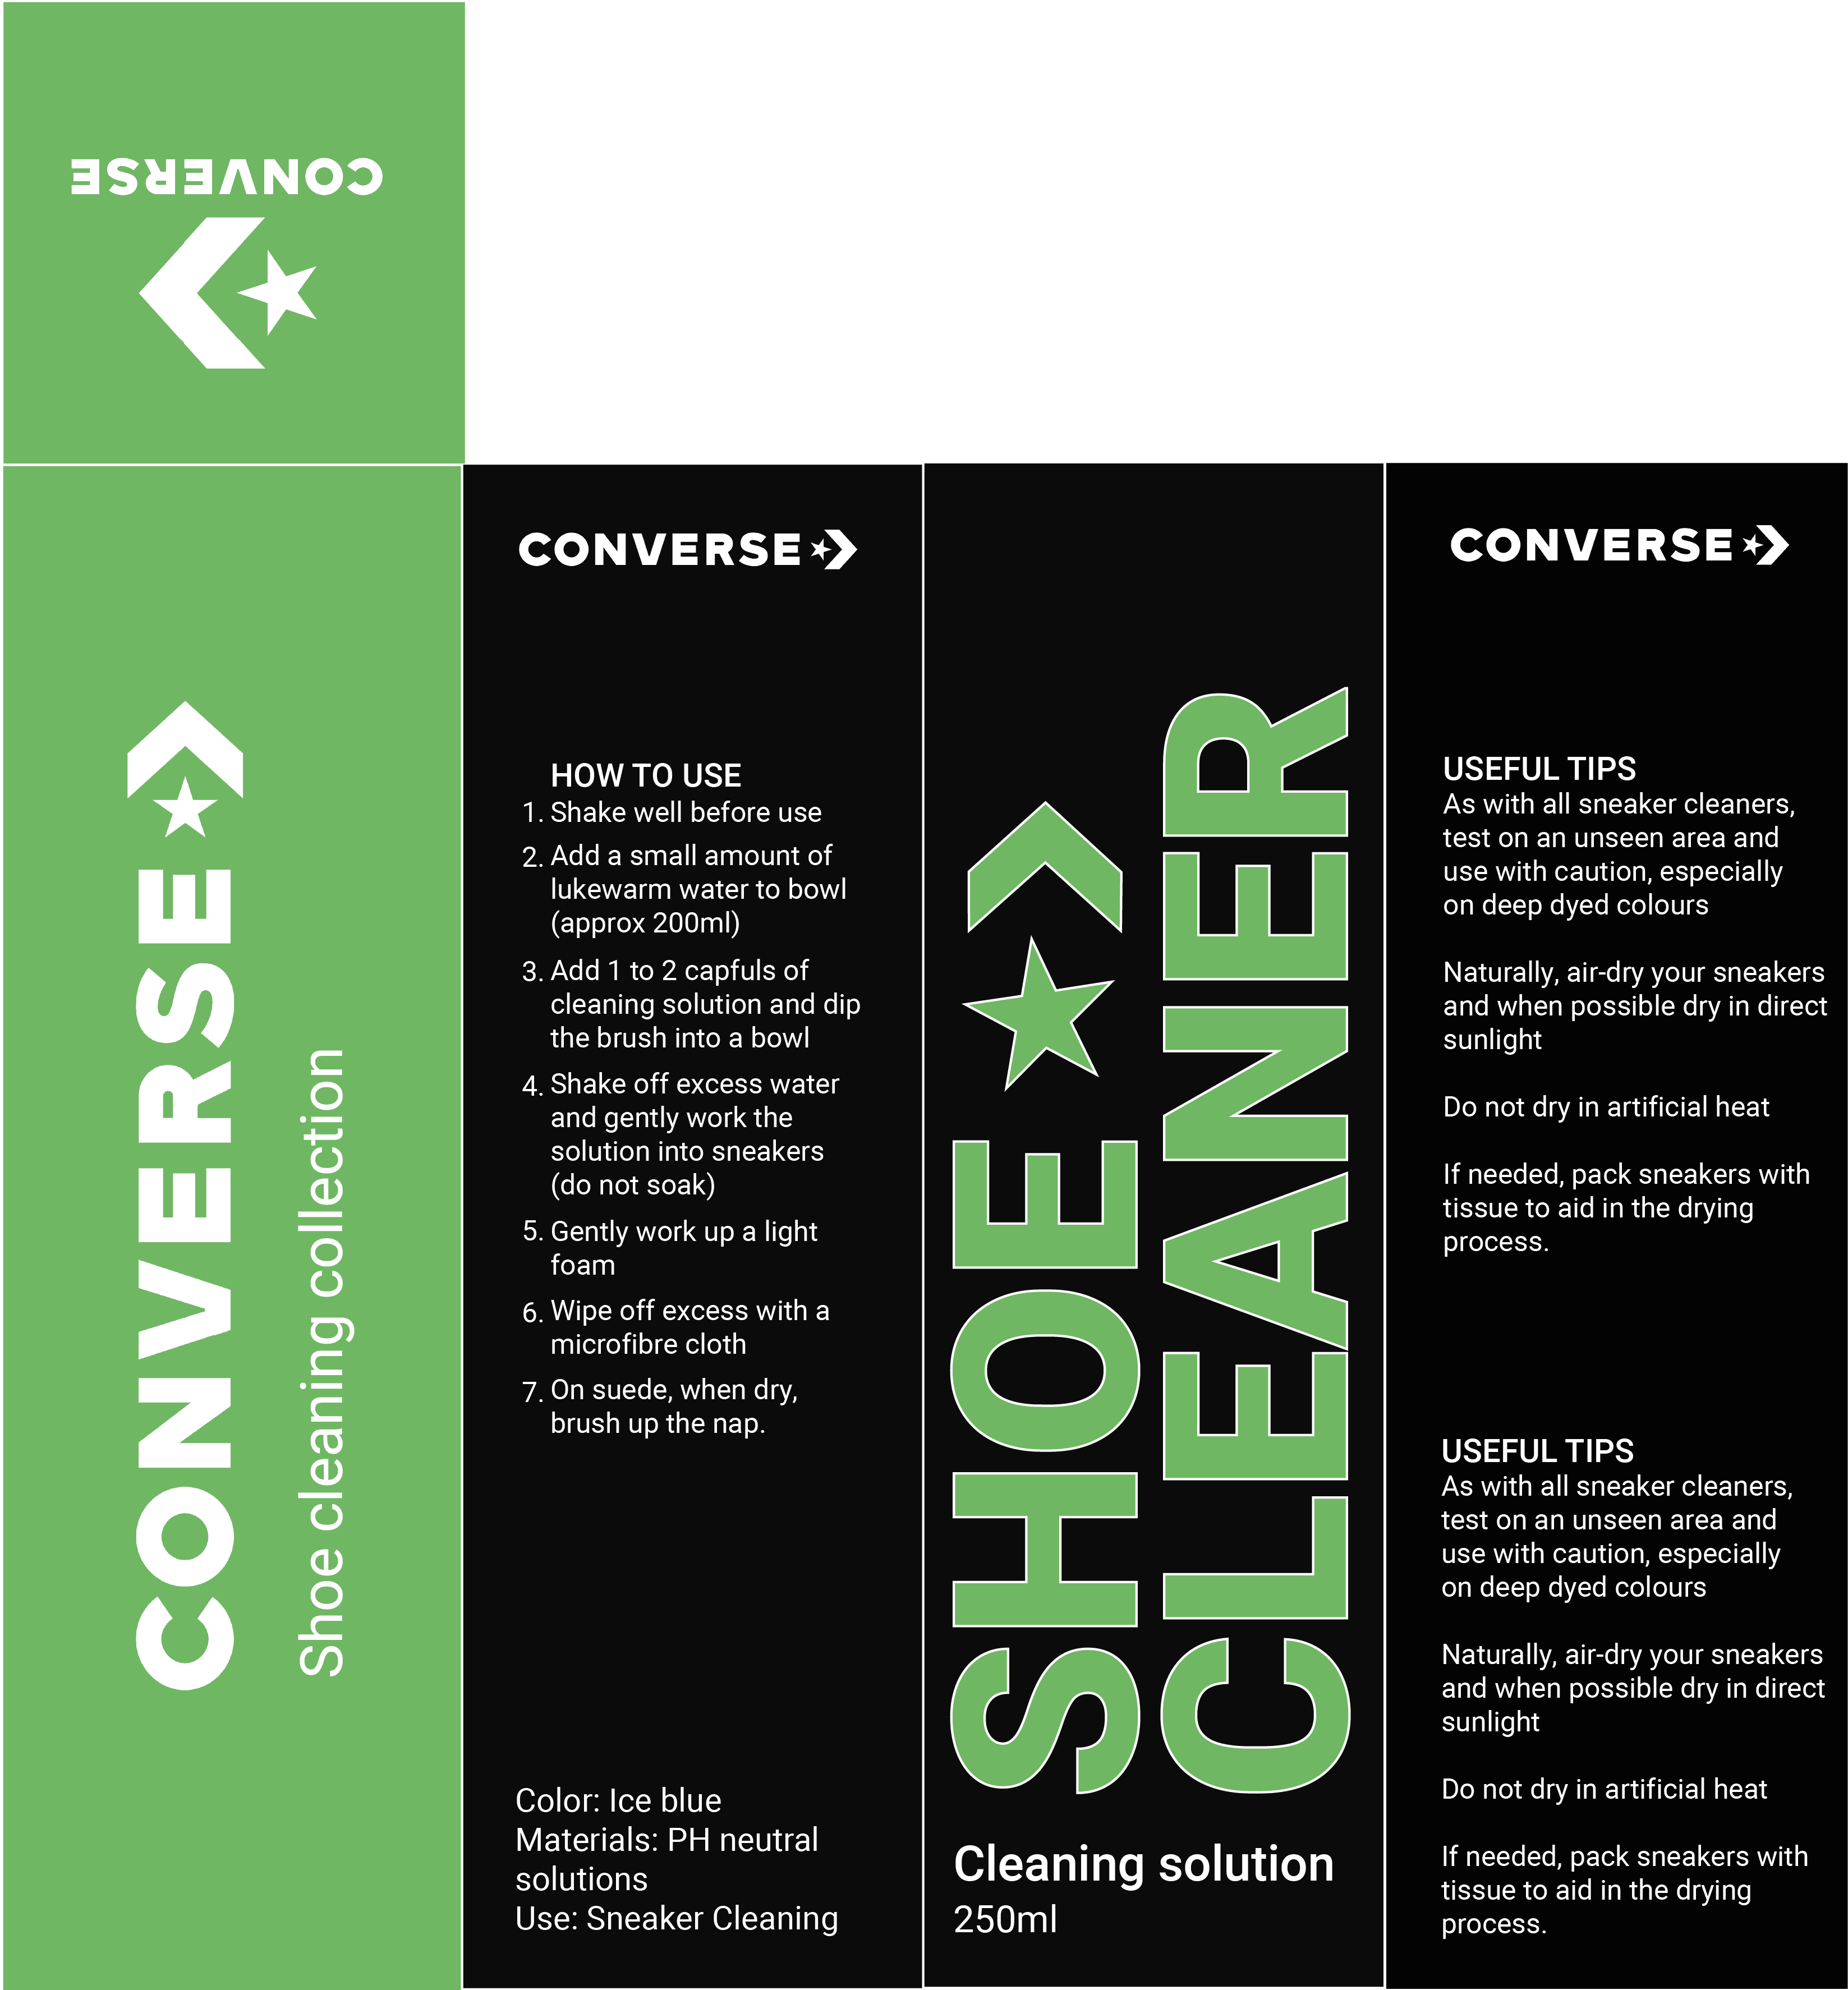 CONVERSE
CONVERSE
Shoe cleaning collection
CONVERSE
HOW TO USE
1. Shake well before use
2. Add a small amount of
lukewarm water to bowl
(approx 200ml)
3. Add 1 to 2 capfuls of
cleaning solution and dip
the brush into a bowl
4. Shake off excess water
and gently work the
solution into sneakers
(do not soak)
5. Gently work up a light
foam
6. Wipe off excess with a
microfibre cloth
7. On suede, when dry,
brush up the nap.
Color: Ice blue
Materials: PH neutral
solutions
Use: Sneaker Cleaning
SHOE
CLEANER
Cleaning solution
250ml
CONVERSE
USEFUL TIPS
As with all sneaker cleaners,
test on an unseen area and
use with caution, especially
on deep dyed colours
Naturally, air-dry your sneakers
and when possible dry in direct
sunlight
Do not dry in artificial heat
If needed, pack sneakers with
tissue to aid in the drying
process.
USEFUL TIPS
As with all sneaker cleaners,
test on an unseen area and
use with caution, especially
on deep dyed colours
Naturally, air-dry your sneakers
and when possible dry in direct
sunlight
Do not dry in artificial heat
If needed, pack sneakers with
tissue to aid in the drying
process.